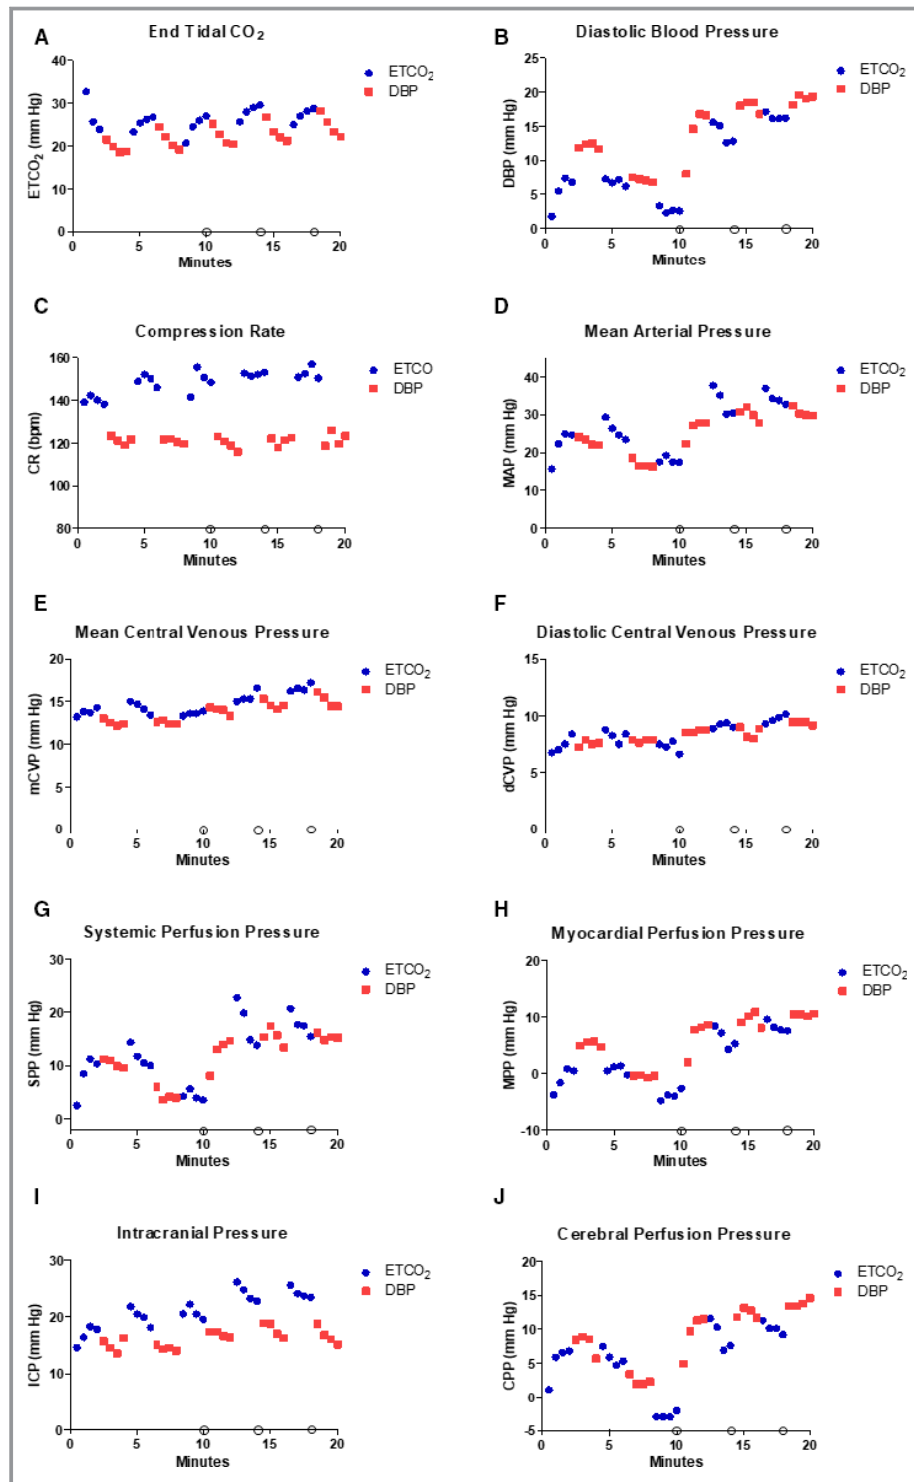 A
End Tidal CO₂
ETCO₂
DBP
ETCO₂ (mm Hg)
40
30
20
10
0
0 5 10 15 20
Minutes
B
Diastolic Blood Pressure
ETCO₂
DBP
DBP (mm Hg)
25
20
15
10
5
0
0 5 10 15 20
Minutes
C
Compression Rate
ETCO
DBP
CR (bpm)
160
140
120
100
80
0 5 10 15 20
Minutes
D
Mean Arterial Pressure
ETCO
DBP
MAP (mm Hg)
40
30
20
10
0
0 5 10 15 20
Minutes
E
Mean Central Venous Pressure
ETCO₂
DBP
mCVP (mm Hg)
20
15
10
5
0
0 5 10 15 20
Minutes
F
Diastolic Central Venous Pressure
ETCO₂
DBP
dCVP (mm Hg)
15
10
5
0
0 5 10 15 20
Minutes
G
Systemic Perfusion Pressure
ETCO₂
DBP
SPP (mm Hg)
30
20
10
0
0 5 10 15 20
Minutes
H
Myocardial Perfusion Pressure
ETCO₂
DBP
MPP (mm Hg)
20
10
0
-10
0 5 10 15 20
Minutes
I
Intracranial Pressure
ETCO₂
DBP
ICP (mm Hg)
30
20
10
0
0 5 10 15 20
Minutes
J
Cerebral Perfusion Pressure
ETCO₂
DBP
CPP (mm Hg)
20
15
10
5
0
-5
0 5 10 15 20
Minutes